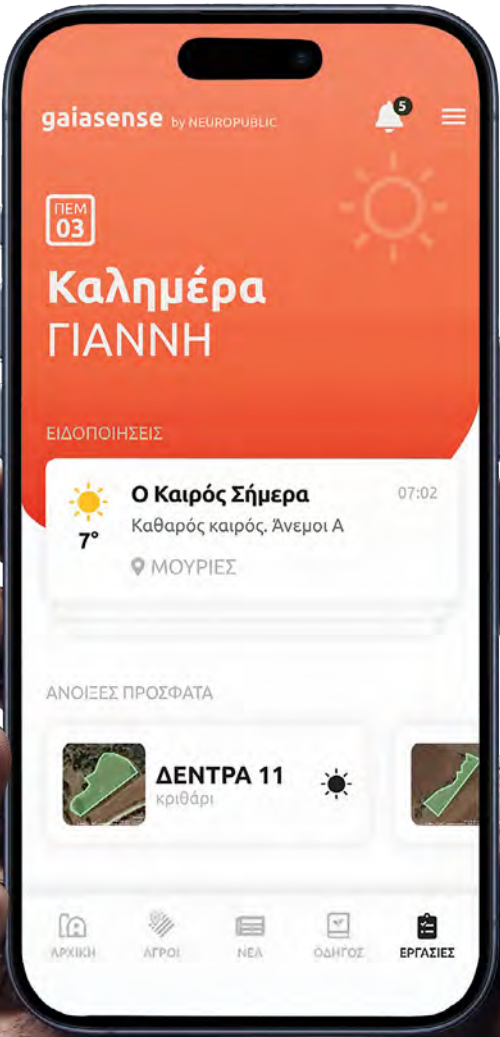 gaiasense by NEUROPUBLIC
5
ΠΕΜ
03
Καλημέρα
ΓΙΑΝΝΗ
ΕΙΔΟΠΟΙΗΣΕΙΣ
Ο Καιρός Σήμερα 07:02
7° Καθαρός καιρός. Άνεμοι Α
ΜΟΥΡΙΕΣ
ΑΝΟΙΞΕΣ ΠΡΟΣΦΑΤΑ
ΔΕΝΤΡΑ 11
κριθάρι
ΑΡΧΙΚΗ ΑΓΡΟΙ ΝΕΑ ΟΔΗΓΟΣ ΕΡΓΑΣΙΕΣ